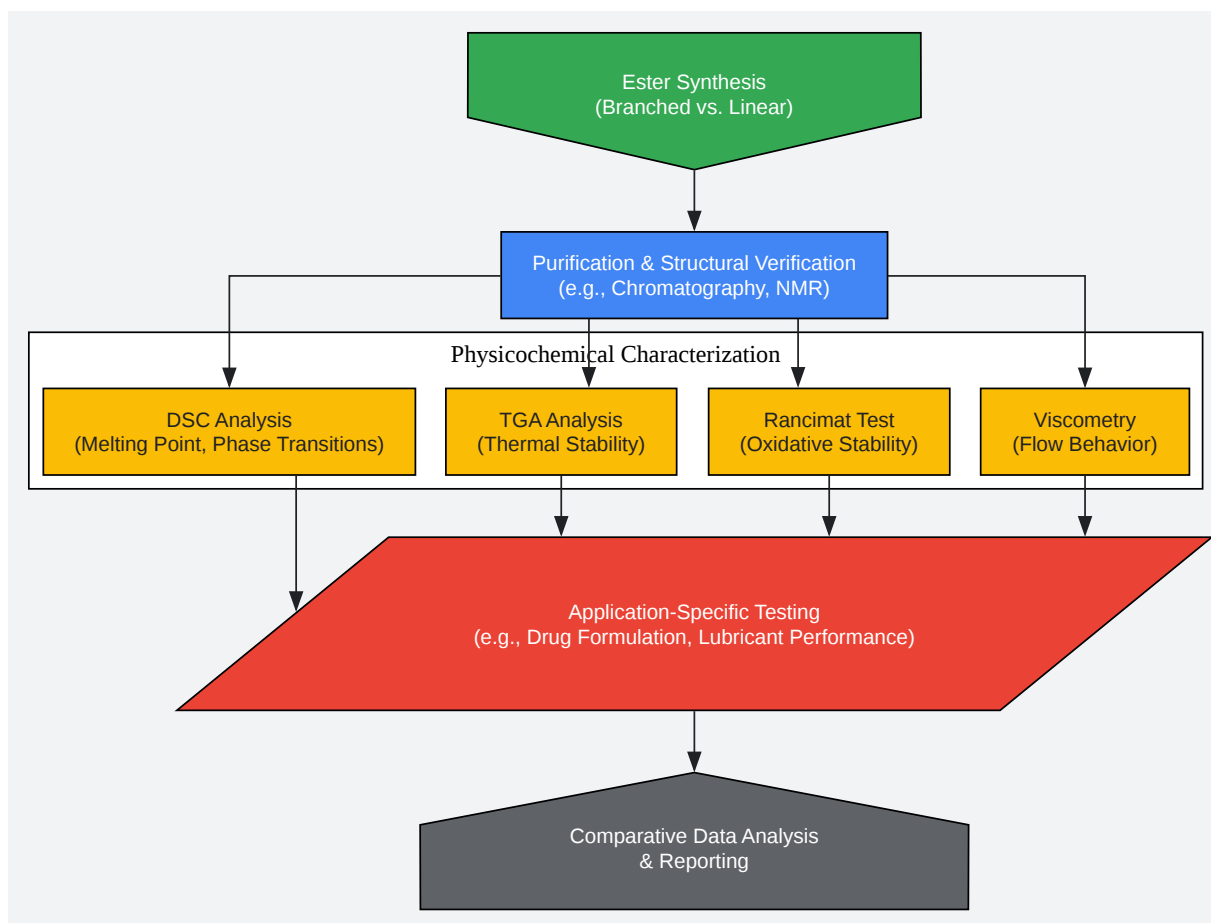 Ester Synthesis
(Branched vs. Linear)
Purification & Structural Verification
(e.g., Chromatography, NMR)
Physicochemical Characterization
DSC Analysis
(Melting Point, Phase Transitions)
TGA Analysis
(Thermal Stability)
Rancimat Test
(Oxidative Stability)
Viscometry
(Flow Behavior)
Application-Specific Testing
(e.g., Drug Formulation, Lubricant Performance)
Comparative Data Analysis
& Reporting